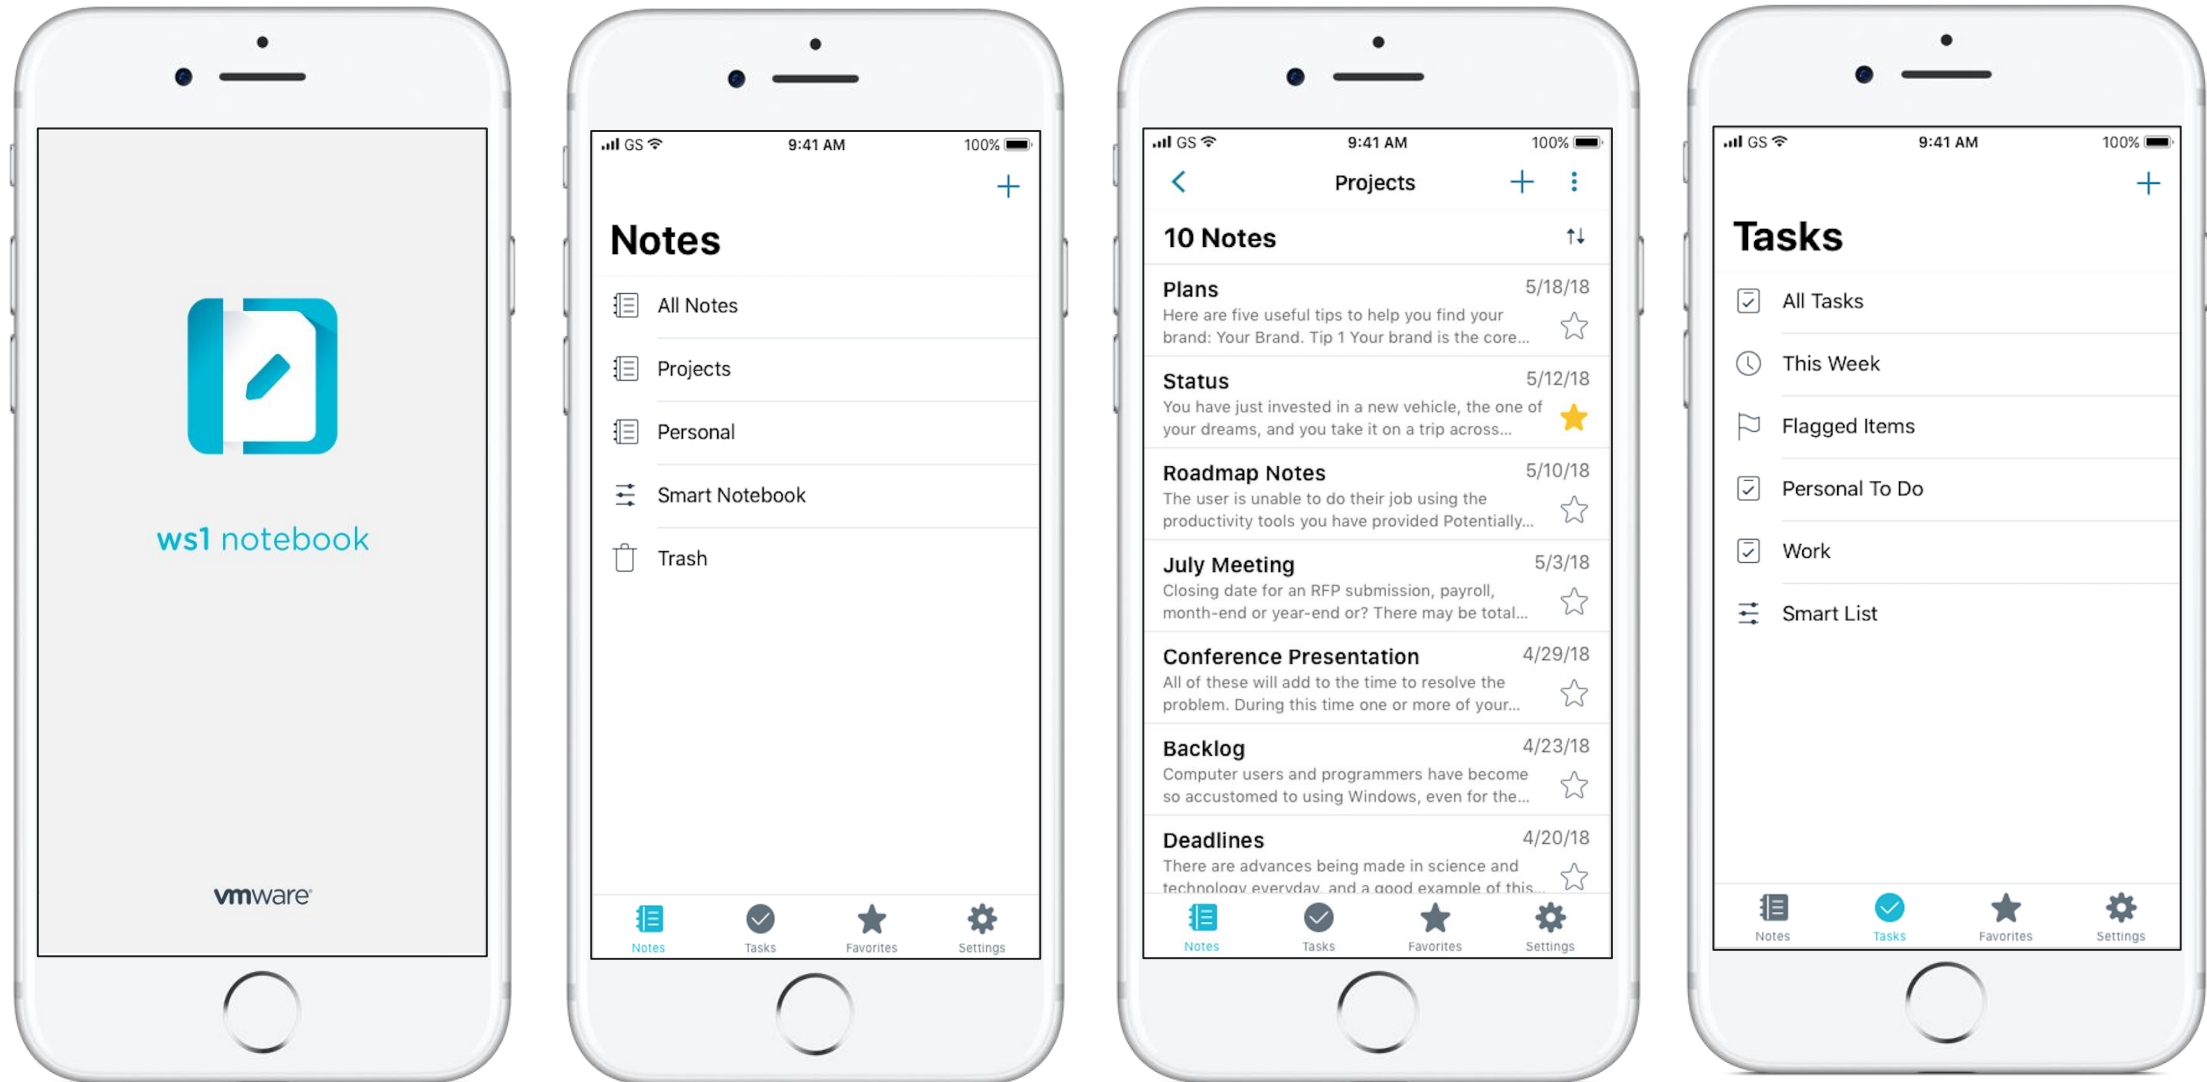 ws1 notebook
vmware
GS 9:41 AM 100%
Notes
All Notes
Projects
Personal
Smart Notebook
Trash
Notes Tasks Favorites Settings
GS 9:41 AM 100%
Projects
10 Notes
Plans 5/18/18
Here are five useful tips to help you find your
brand: Your Brand. Tip 1 Your brand is the core...
Status 5/12/18
You have just invested in a new vehicle, the one of
your dreams, and you take it on a trip across...
Roadmap Notes 5/10/18
The user is unable to do their job using the
productivity tools you have provided Potentially...
July Meeting 5/3/18
Closing date for an RFP submission, payroll,
month-end or year-end or? There may be total...
Conference Presentation 4/29/18
All of these will add to the time to resolve the
problem. During this time one or more of your...
Backlog 4/23/18
Computer users and programmers have become
so accustomed to using Windows, even for the...
Deadlines 4/20/18
There are advances being made in science and
technology everyday, and a good example of this...
Notes Tasks Favorites Settings
GS 9:41 AM 100%
Tasks
All Tasks
This Week
Flagged Items
Personal To Do
Work
Smart List
Notes Tasks Favorites Settings